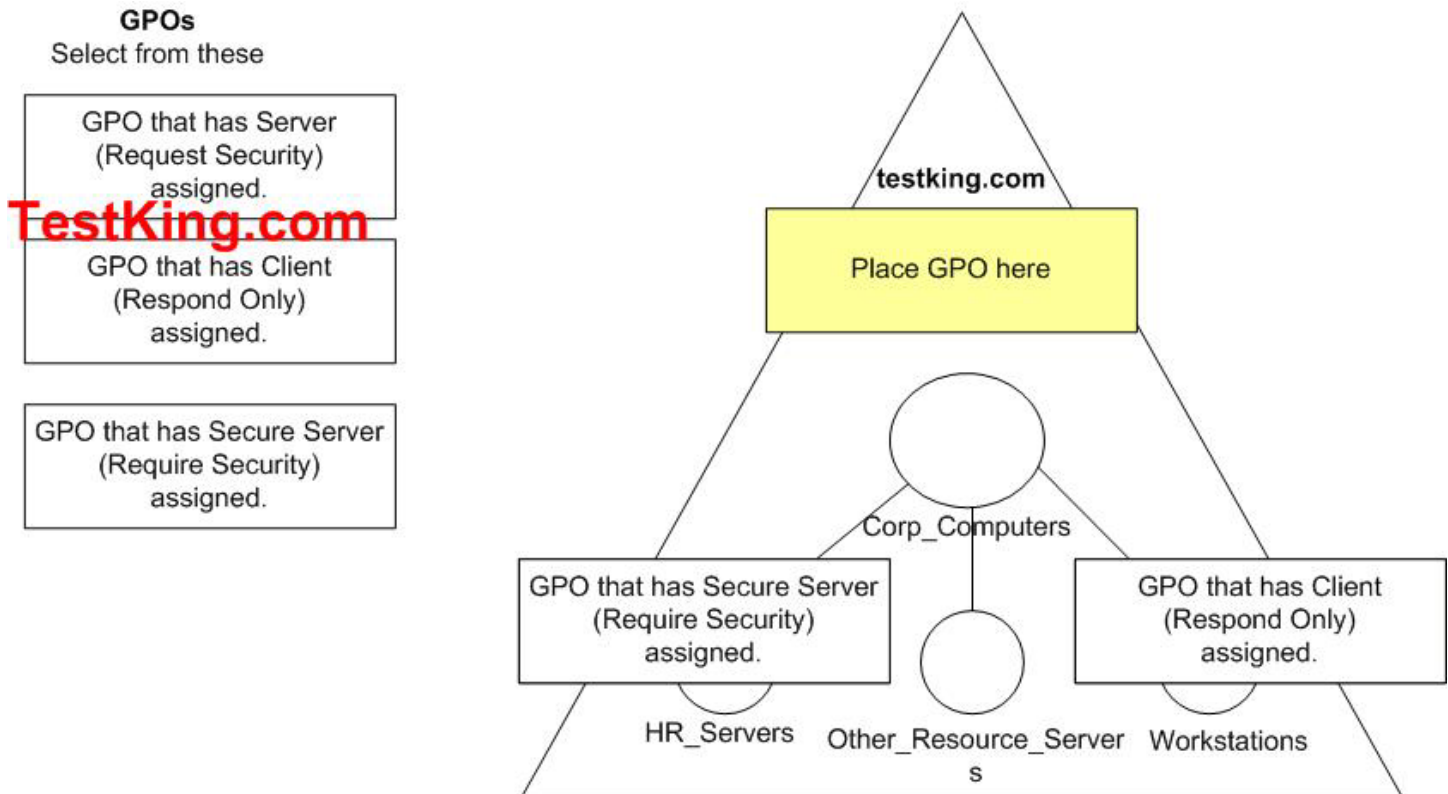 GPOs
Select from these
GPO that has Server
(Request Security)
assigned.
TestKing.com
GPO that has Client
(Respond Only)
assigned.
GPO that has Secure Server
(Require Security)
assigned.
testking.com
Place GPO here
Corp_Computers
GPO that has Secure Server
(Require Security)
assigned.
GPO that has Client
(Respond Only)
assigned.
HR_Servers
Other_Resource_Server
s
Workstations